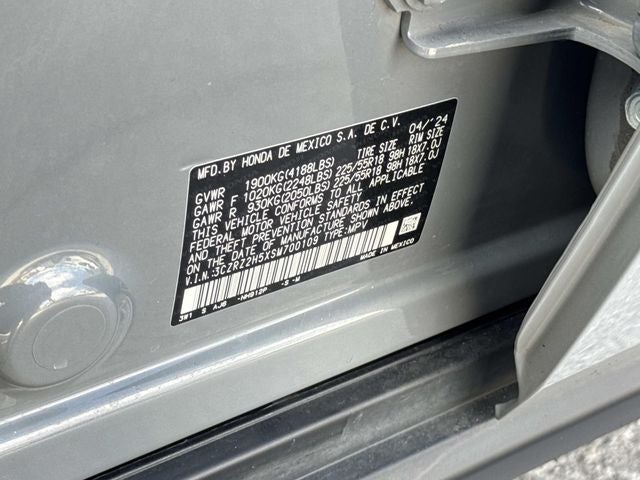 MFD.BY HONDA DE MEXICO S.A. DE C.V. 04/'24
GVWR 1900KG(4188LBS) TIRE SIZE RIM SIZE
GAWR F 1020KG(2248LBS) 225/55R18 98H 18X7.0J
GAWR R 930KG(2050LBS) 225/55R18 98H 18X7.0J
THIS VEHICLE CONFORMS TO ALL APPLICABLE
FEDERAL MOTOR VEHICLE SAFETY
AND THEFT PREVENTION STANDARDS IN EFFECT
ON THE DATE OF MANUFACTURE SHOWN ABOVE.
V.I.N.:3CZRZ2H5XSM700109 TYPE:MPV
MADE IN MEXICO
3W1 S AJB -NH912P -S -M